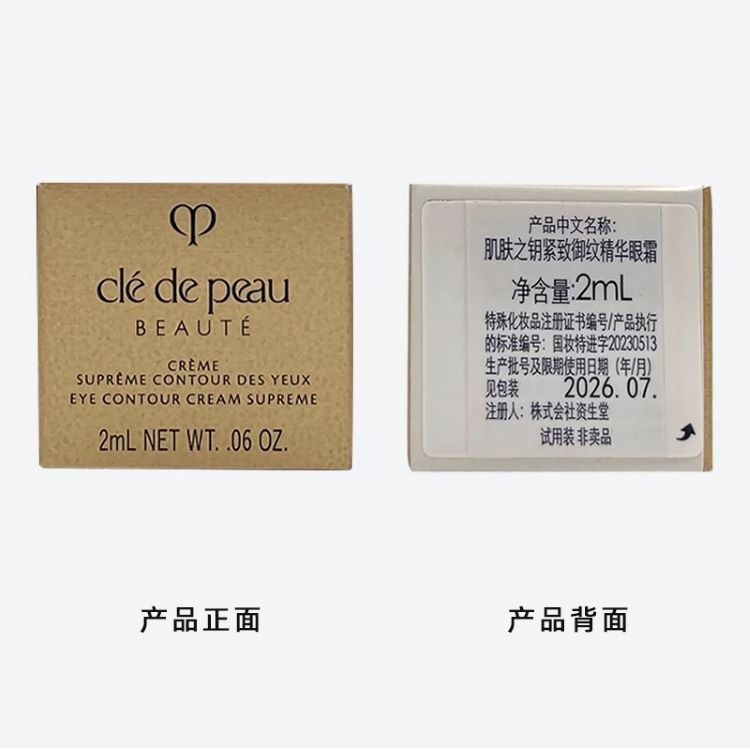 clé de peau
BEAUTÉ
CRÈME
SUPRÊME CONTOUR DES YEUX
EYE CONTOUR CREAM SUPREME
2mL NET WT. .06 OZ.
产品中文名称：
肌肤之钥紧致御纹精华眼霜
净含量:2mL
特殊化妆品注册证书编号/产品执行
的标准编号：国妆特进字20230513
生产批号及限期使用日期（年/月）
见包装 2026.07.
注册人：株式会社资生堂
试用装 非卖品
产品正面
产品背面